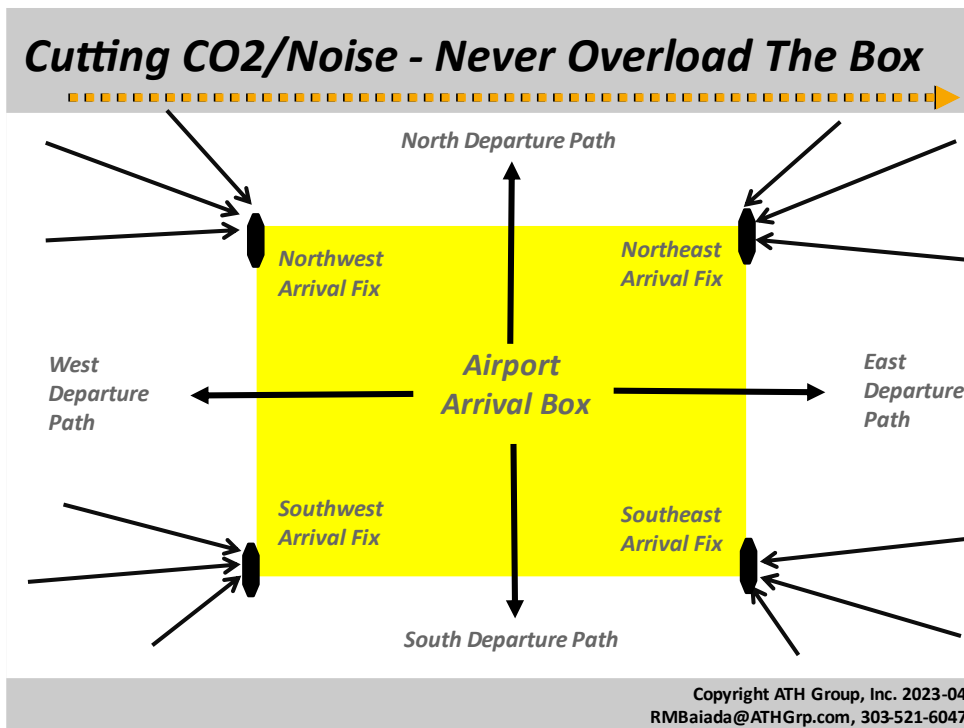 Cutting CO2/Noise - Never Overload The Box
North Departure Path
Northwest
Arrival Fix
Northeast
Arrival Fix
West
Departure
Path
Airport
Arrival Box
East
Departure
Path
Southwest
Arrival Fix
Southeast
Arrival Fix
South Departure Path
Copyright ATH Group, Inc. 2023-04
RMBaiada@ATHGrp.com, 303-521-6047